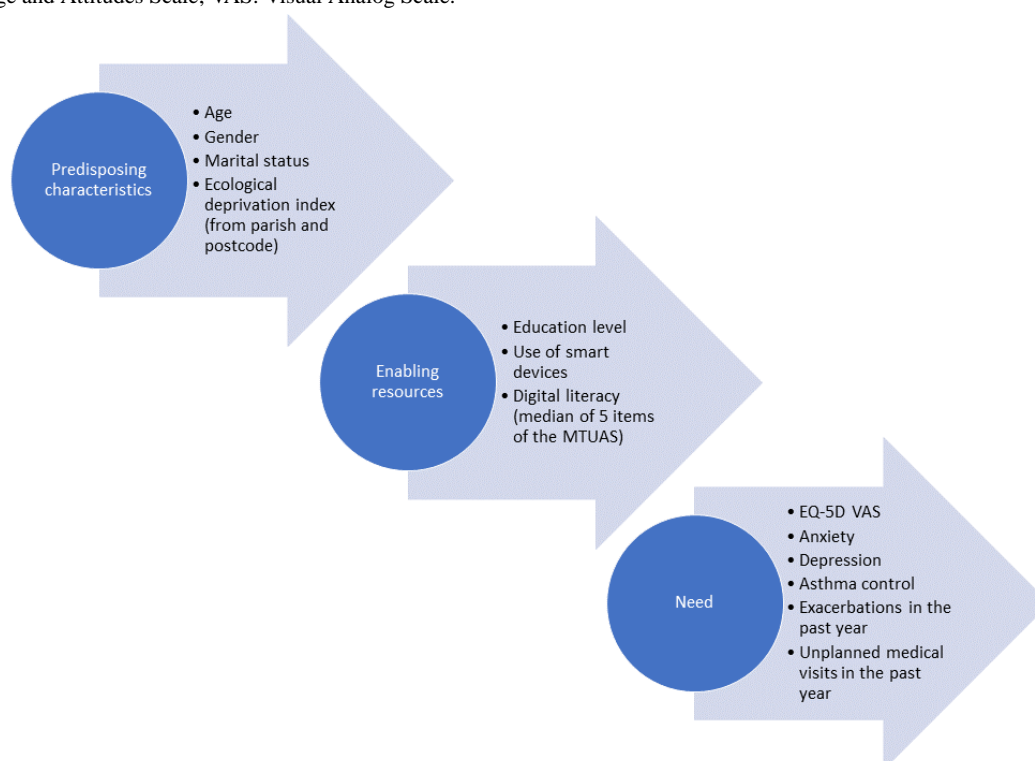 and Attitudes Scale; VAS: Visual Analog Scale.
• Age
• Gender
• Marital status
• Ecological
deprivation index
(from parish and
postcode)
Predisposing
characteristics
• Education level
• Use of smart
devices
• Digital literacy
(median of 5 items
of the MTUAS)
Enabling
resources
• EQ-5D VAS
• Anxiety
• Depression
• Asthma control
• Exacerbations in the
past year
• Unplanned medical
visits in the past
year
Need